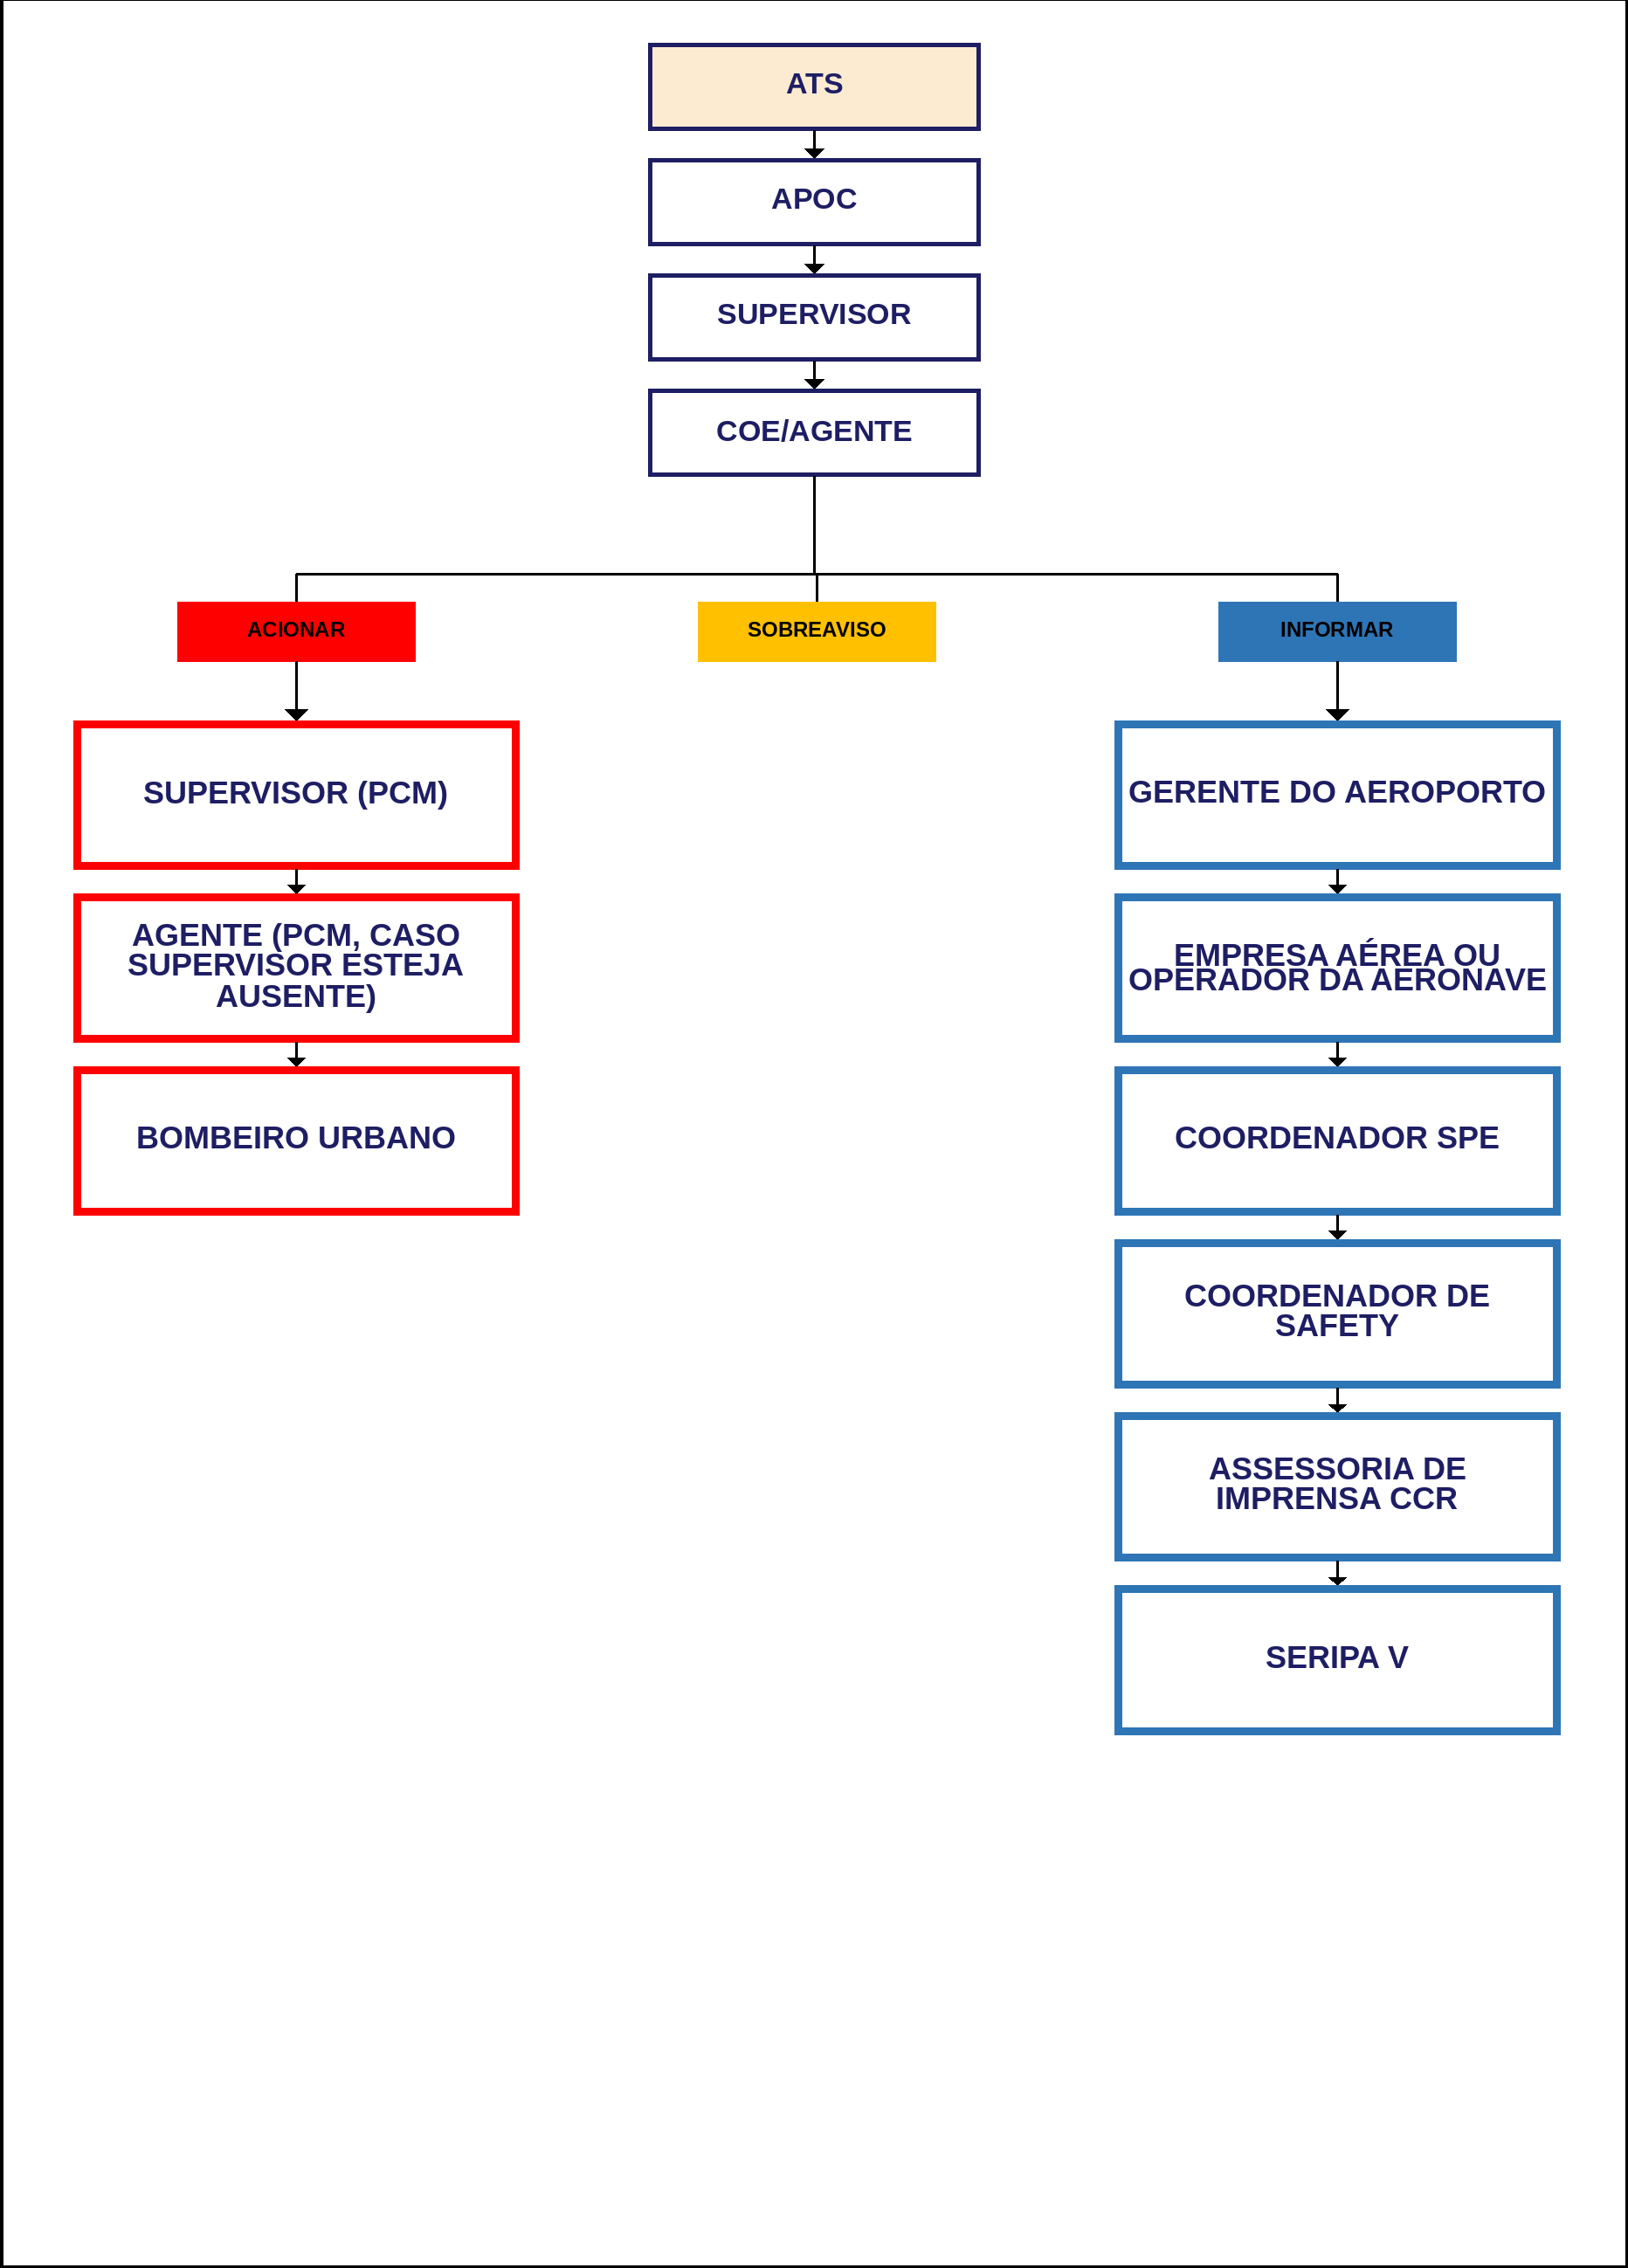 ATS
APOC
SUPERVISOR
COE/AGENTE
ACIONAR
SOBREAVISO
INFORMAR
SUPERVISOR (PCM)
AGENTE (PCM, CASO
SUPERVISOR ESTEJA
AUSENTE)
BOMBEIRO URBANO
GERENTE DO AEROPORTO
EMPRESA AÉREA OU
OPERADOR DA AERONAVE
COORDENADOR SPE
COORDENADOR DE
SAFETY
ASSESSORIA DE
IMPRENSA CCR
SERIPA V